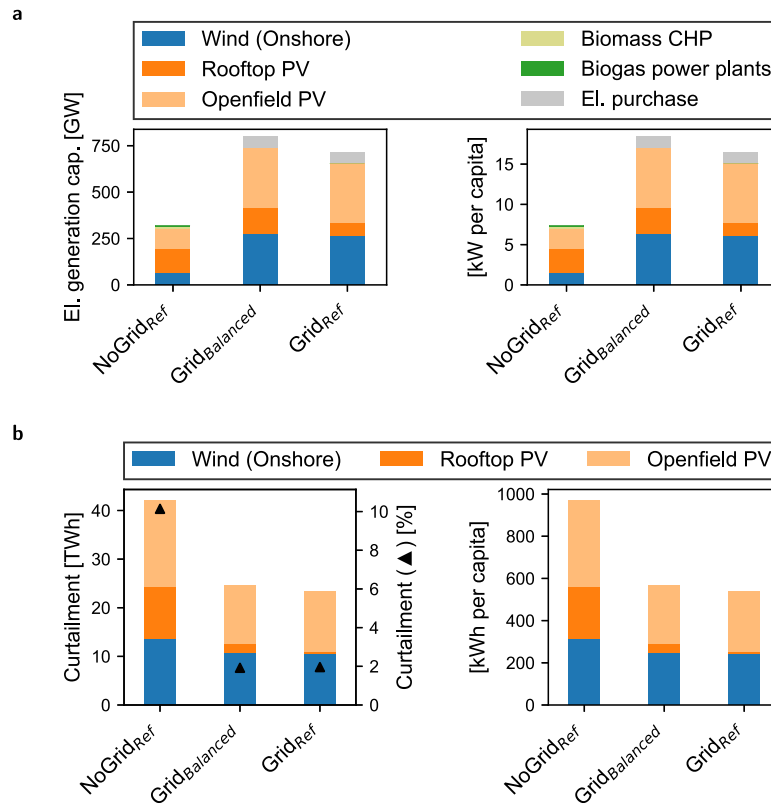 a
Wind (Onshore)
Rooftop PV
Openfield PV
Biomass CHP
Biogas power plants
El. purchase
El. generation cap. [GW]
750
500
250
0
NoGrid_Ref
Grid_Balanced
Grid_Ref
[kW per capita]
15
10
5
0
NoGrid_Ref
Grid_Balanced
Grid_Ref
b
Wind (Onshore)
Rooftop PV
Openfield PV
Curtailment [TWh]
40
30
20
10
0
Curtailment (▲) [%]
10
8
6
4
2
0
NoGrid_Ref
Grid_Balanced
Grid_Ref
[kWh per capita]
1000
800
600
400
200
0
NoGrid_Ref
Grid_Balanced
Grid_Ref